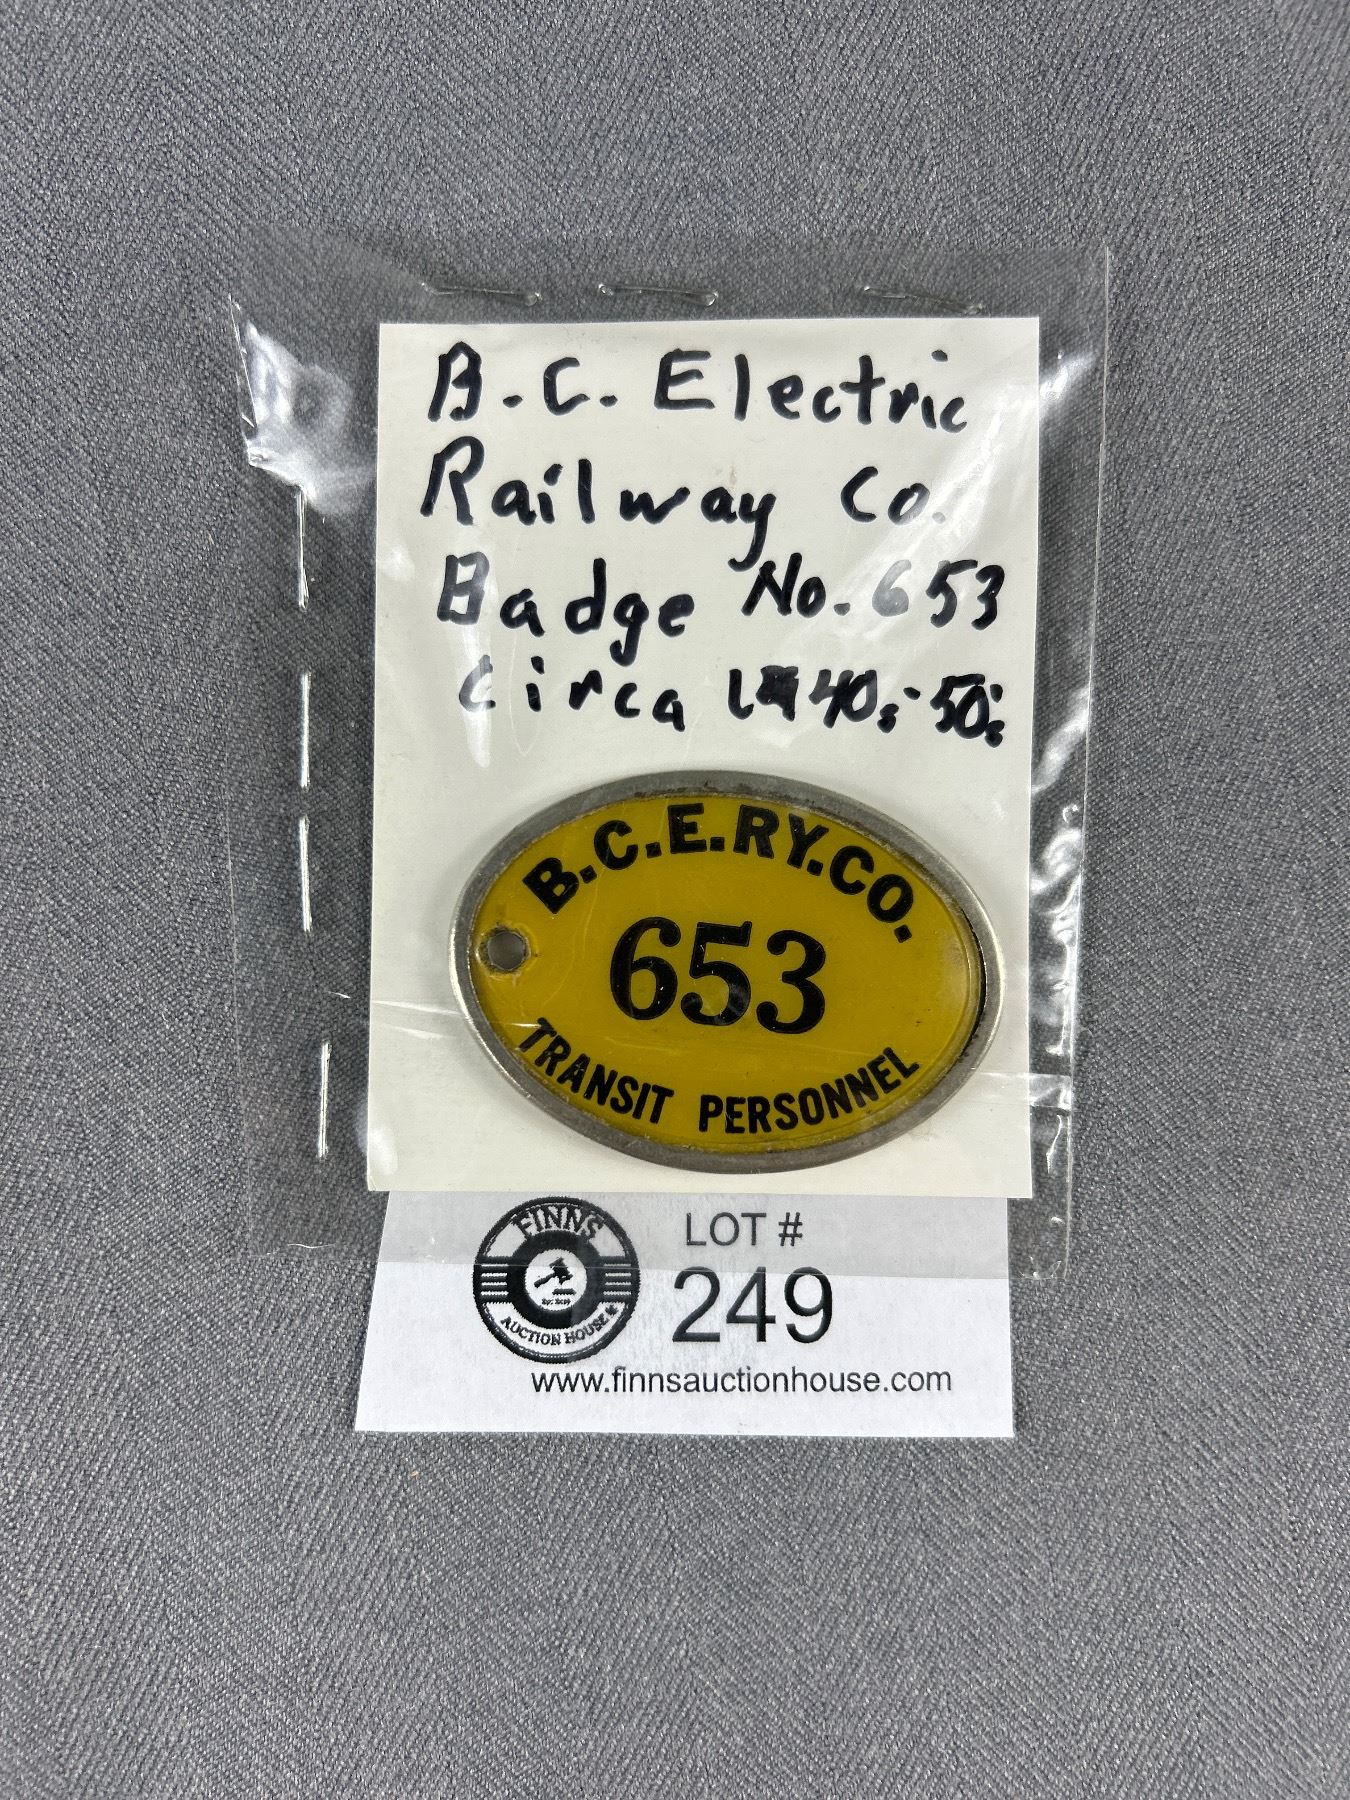 B.C. Electric
Railway Co.
Badge No. 653
Circa 40s-50s
B.C.E.RY.CO.
653
TRANSIT PERSONNEL
FINNS
AUCTION HOUSE
LOT #
249
www.finnsauctionhouse.com